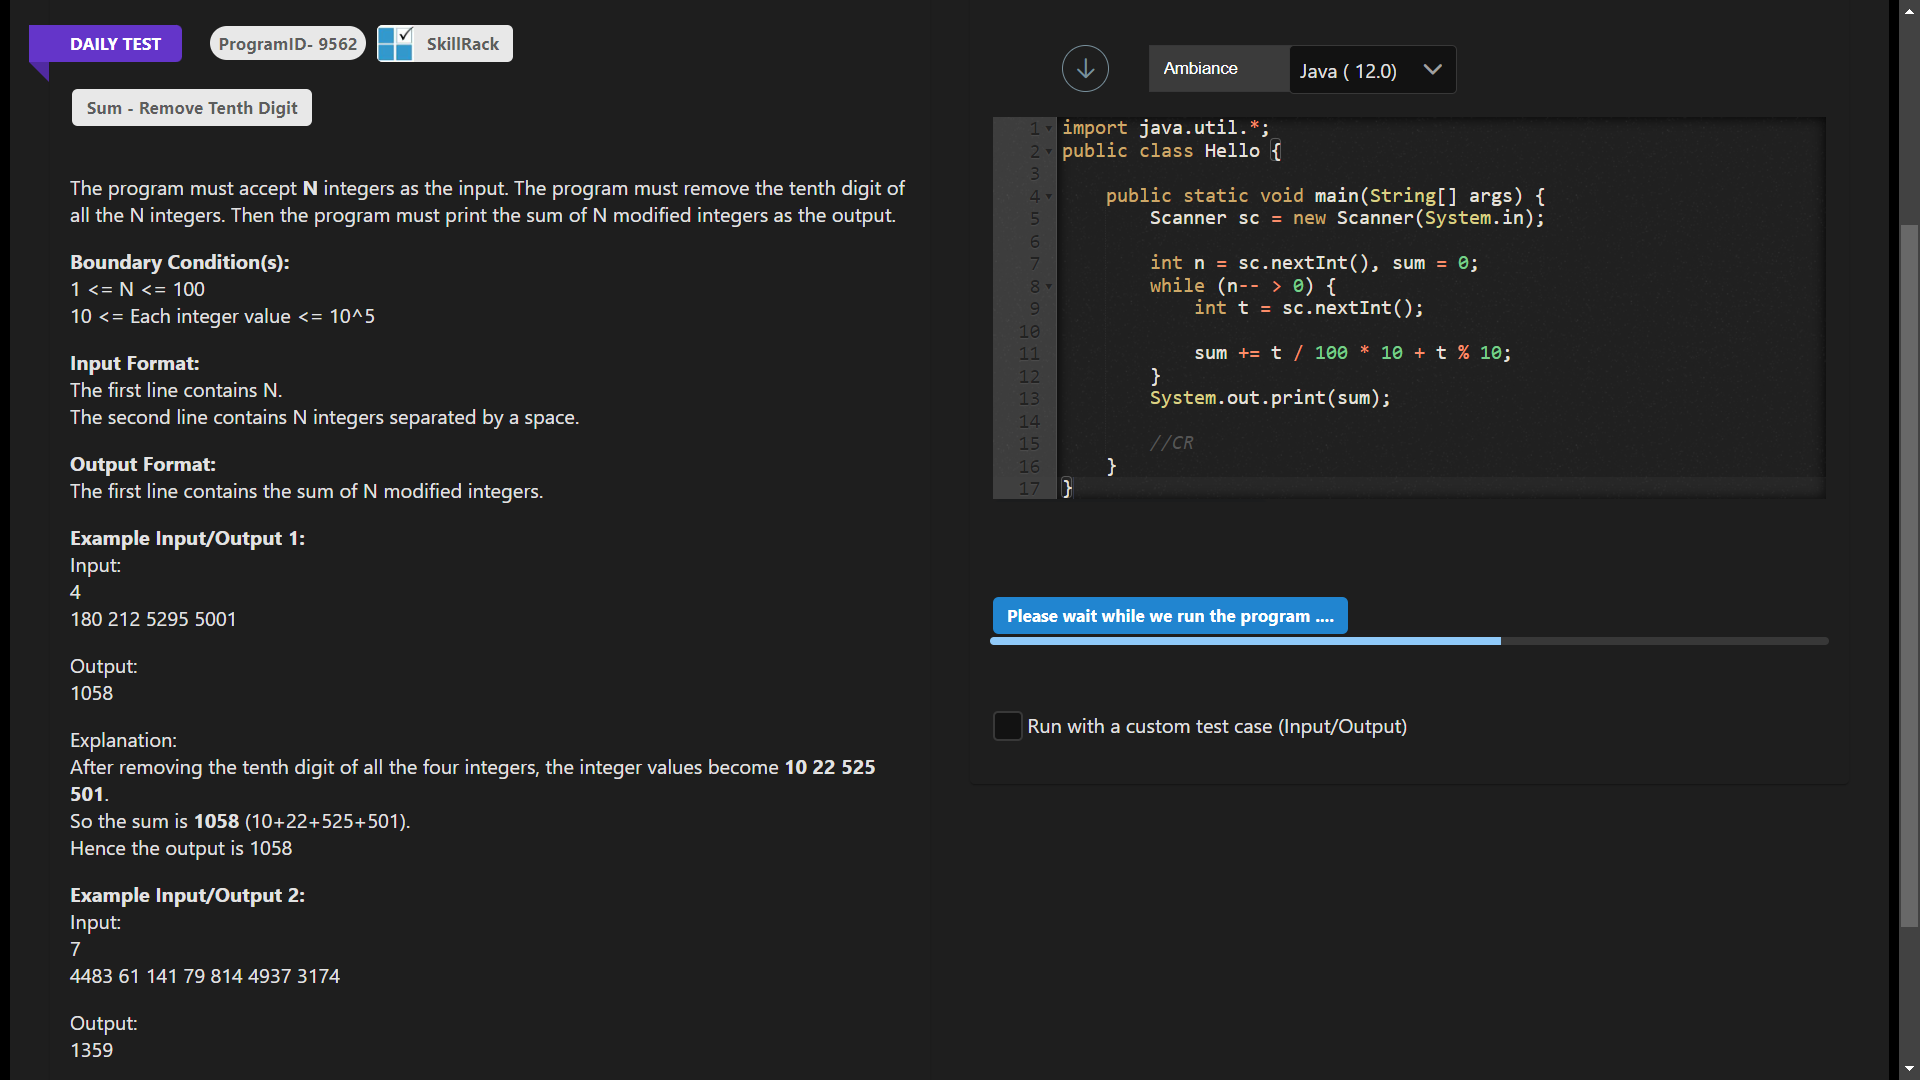 DAILY TEST
ProgramID- 9562
SkillRack
Sum - Remove Tenth Digit
The program must accept N integers as the input. The program must remove the tenth digit of
all the N integers. Then the program must print the sum of N modified integers as the output.
Boundary Condition(s):
1 <= N <= 100
10 <= Each integer value <= 10^5
Input Format:
The first line contains N.
The second line contains N integers separated by a space.
Output Format:
The first line contains the sum of N modified integers.
Example Input/Output 1:
Input:
4
180 212 5295 5001
Output:
1058
Explanation:
After removing the tenth digit of all the four integers, the integer values become 10 22 525
501.
So the sum is 1058 (10+22+525+501).
Hence the output is 1058
Example Input/Output 2:
Input:
7
4483 61 141 79 814 4937 3174
Output:
1359
Ambiance
Java ( 12.0)
1 import java.util.*;
2 public class Hello {
3
4 public static void main(String[] args) {
5 Scanner sc = new Scanner(System.in);
6
7 int n = sc.nextInt(), sum = 0;
8 while (n-- > 0) {
9 int t = sc.nextInt();
10
11 sum += t / 100 * 10 + t % 10;
12 }
13 System.out.print(sum);
14
15 //CR
16 }
17 }
Please wait while we run the program ....
Run with a custom test case (Input/Output)